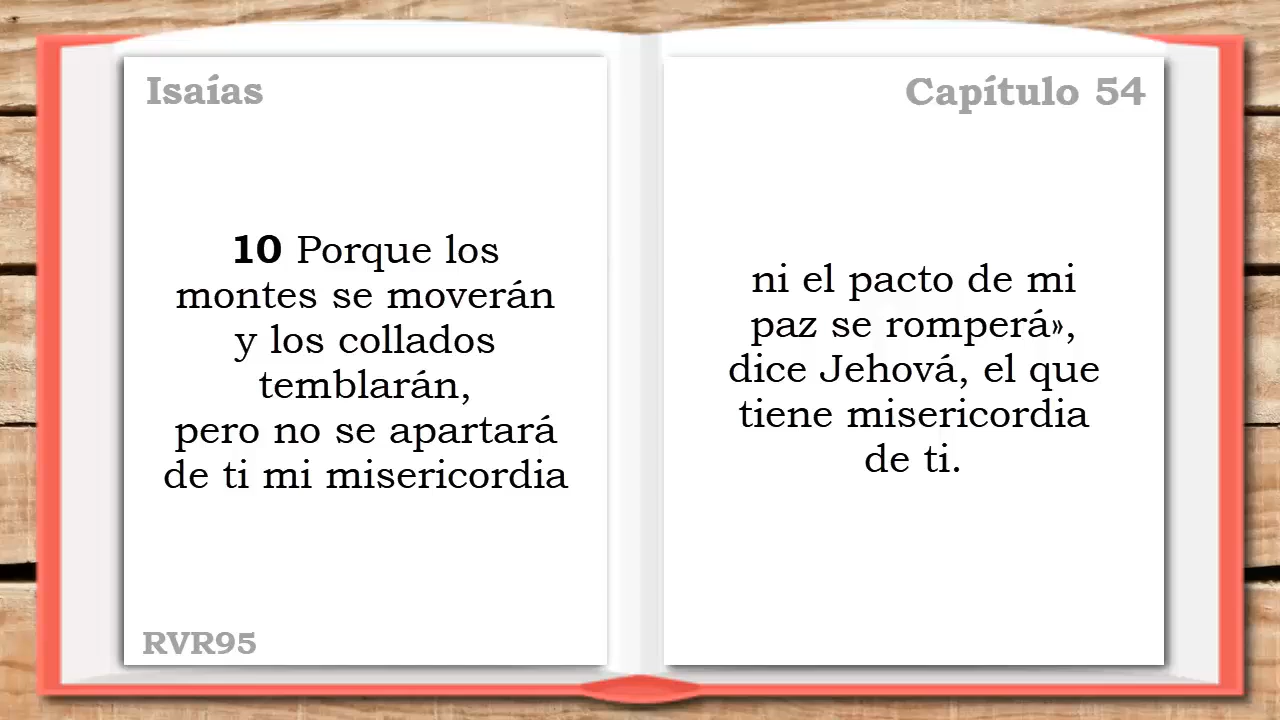 Isaías
10 Porque los
montes se moverán
y los collados
temblarán,
pero no se apartará
de ti mi misericordia
RVR95
Capítulo 54
ni el pacto de mi
paz se romperá»,
dice Jehová, el que
tiene misericordia
de ti.